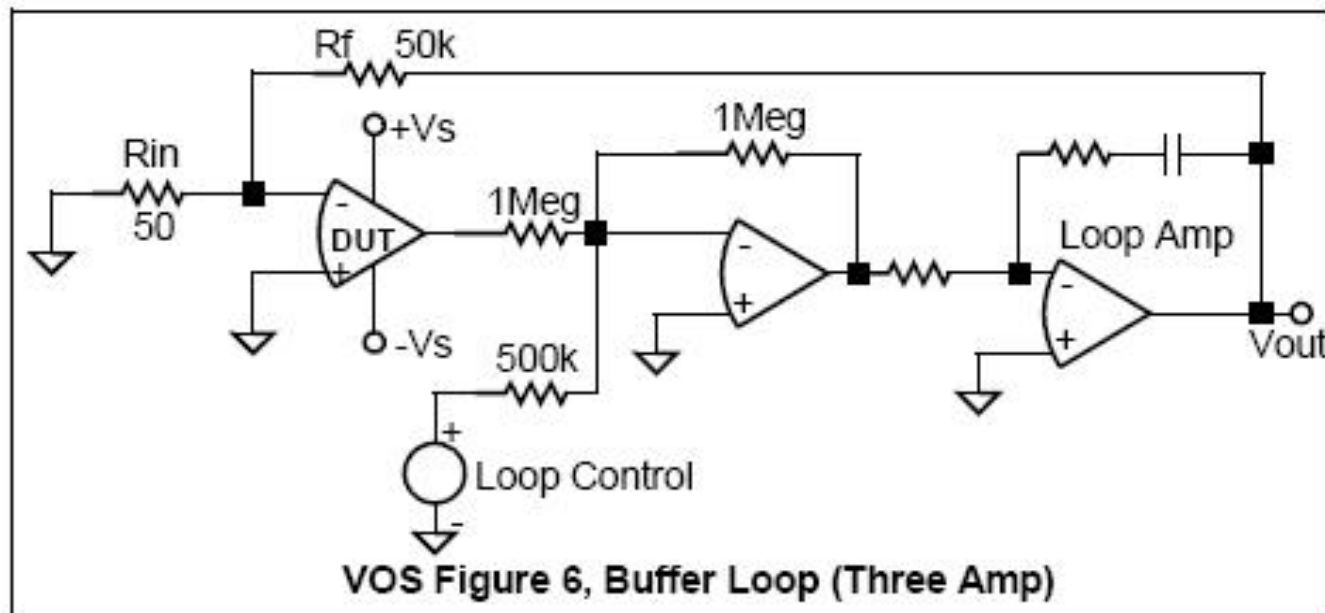 Rf 50k
+Vs
1Meg
Rin
50
-
DUT
+
1Meg
-
+
Loop Amp
-
+
-Vs
500k
Vout
+
Loop Control
-
VOS Figure 6, Buffer Loop (Three Amp)